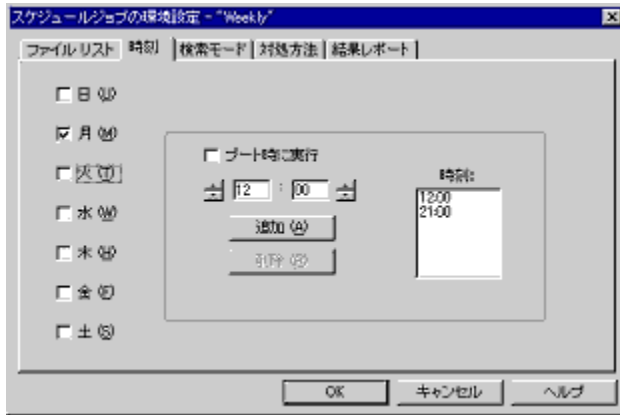 スケジュールジョブの環境設定 - "Weekly"
ファイル リスト 時刻 検索モード 対処方法 結果レポート
日 (U)
月 (M)
火 (T)
水 (W)
木 (H)
金 (F)
土 (S)
ブート時に実行
12 : 00
追加 (A)
削除 (R)
時刻:
12:00
21:00
OK キャンセル ヘルプ